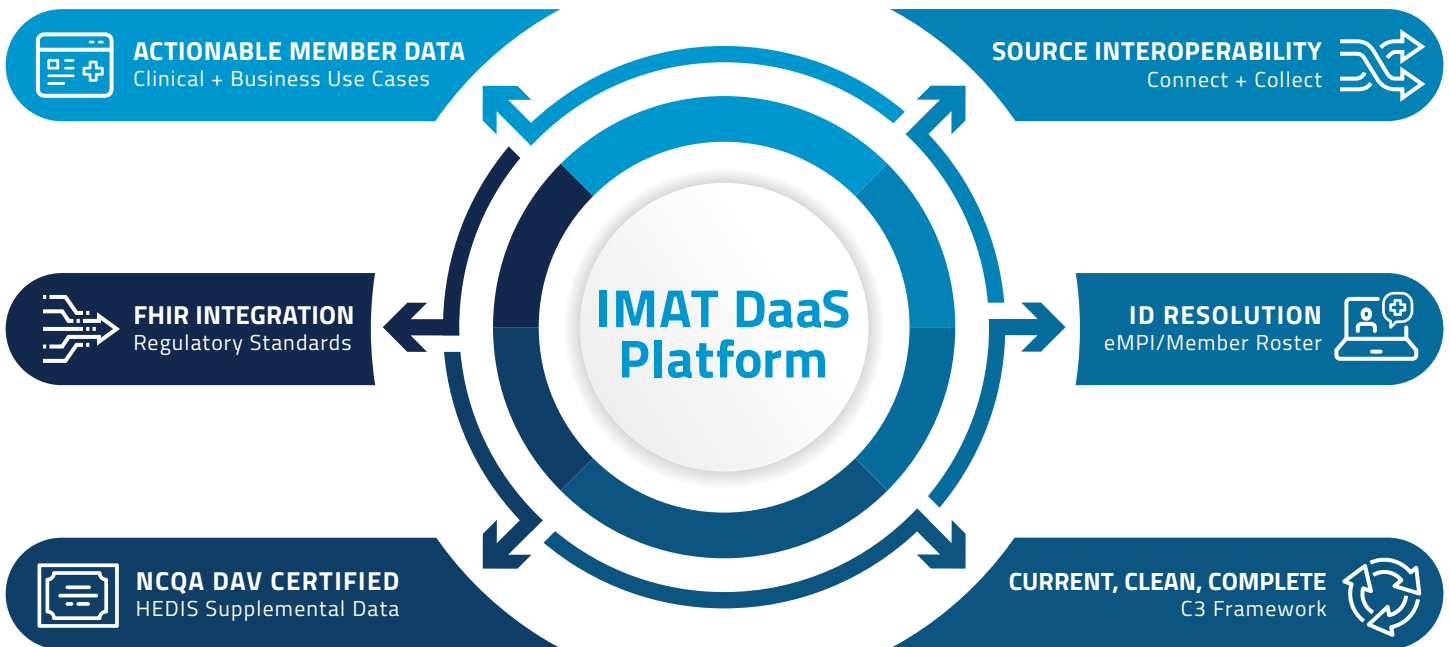 ACTIONABLE MEMBER DATA
Clinical + Business Use Cases
SOURCE INTEROPERABILITY
Connect + Collect
IMAT DaaS
Platform
FHIR INTEGRATION
Regulatory Standards
ID RESOLUTION
eMPI/Member Roster
NCQA DAV CERTIFIED
HEDIS Supplemental Data
CURRENT, CLEAN, COMPLETE
C3 Framework